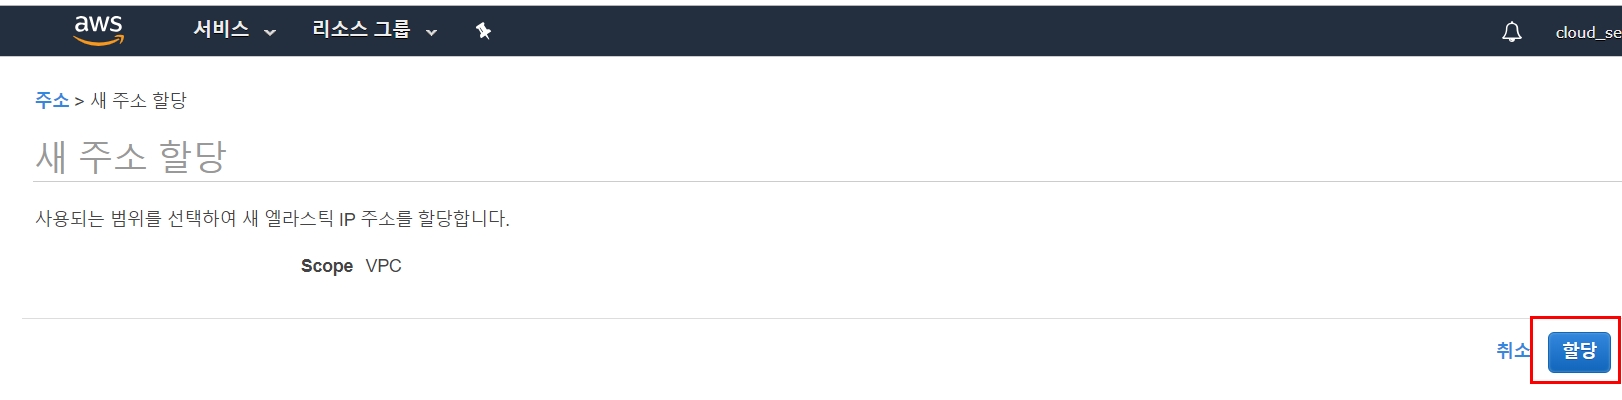 aws 서비스 리소스 그룹 cloud_se
주소 > 새 주소 할당
새 주소 할당
사용되는 범위를 선택하여 새 엘라스틱 IP 주소를 할당합니다.
Scope VPC
취소 할당